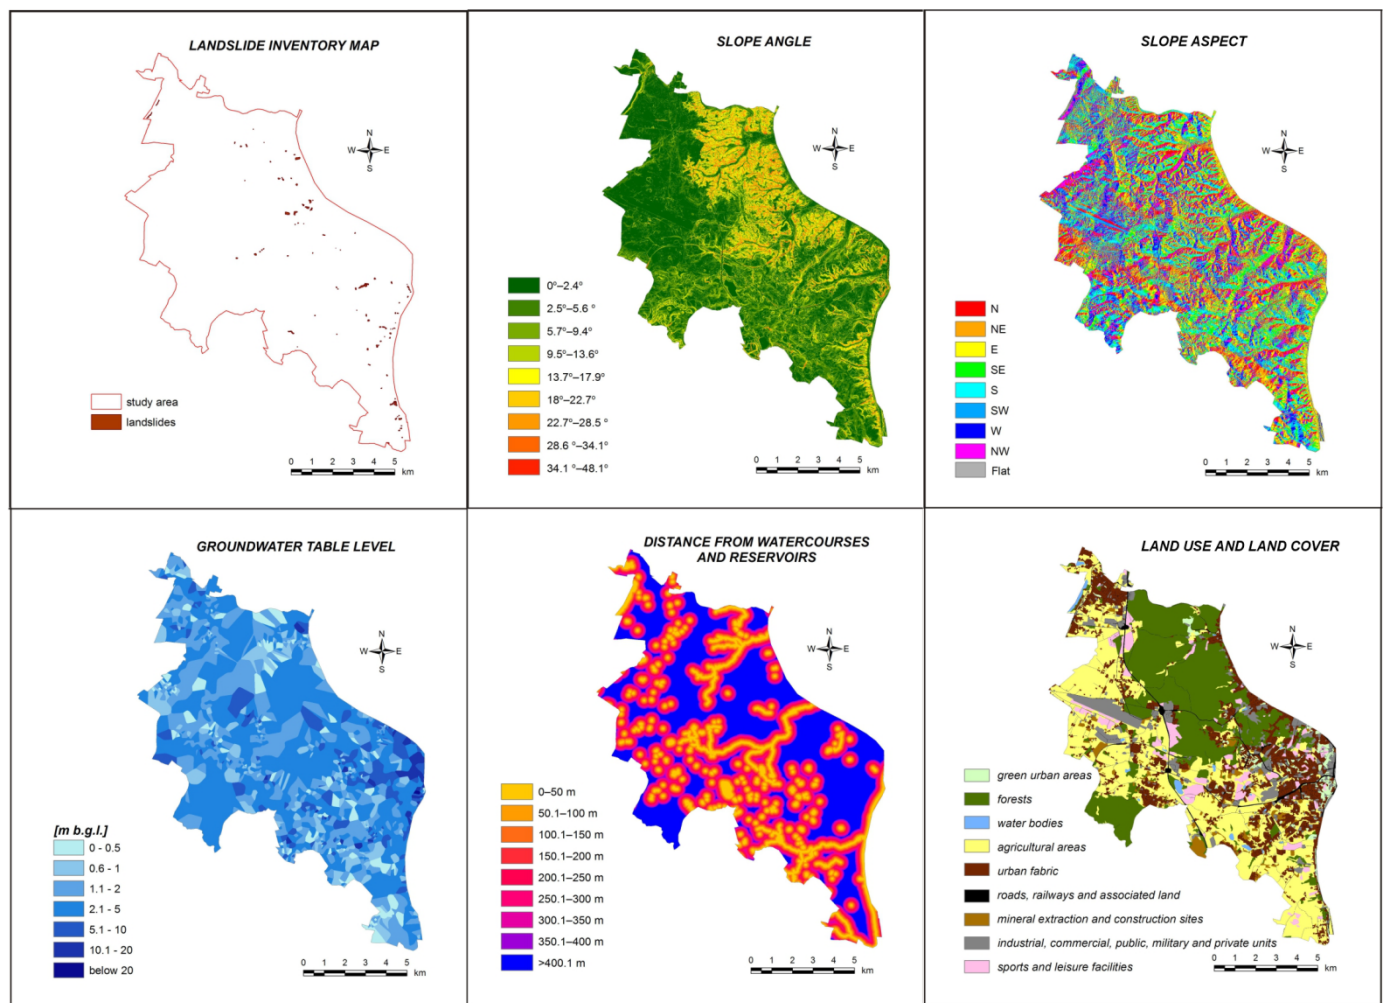 LANDSLIDE INVENTORY MAP
N
W E
S
study area
landslides
0 1 2 3 4 5
km
SLOPE ANGLE
N
W E
S
0°–2.4°
2.5°–5.6 °
5.7°–9.4°
9.5°–13.6°
13.7°–17.9°
18°–22.7°
22.7°–28.5 °
28.6 °–34.1°
34.1 °–48.1°
0 1 2 3 4 5
km
SLOPE ASPECT
N
W E
S
N
NE
E
SE
S
SW
W
NW
Flat
0 1 2 3 4 5
km
GROUNDWATER TABLE LEVEL
N
W E
S
[m b.g.l.]
0 - 0.5
0.6 - 1
1.1 - 2
2.1 - 5
5.1 - 10
10.1 - 20
below 20
0 1 2 3 4 5
km
DISTANCE FROM WATERCOURSES
AND RESERVOIRS
N
W E
S
0–50 m
50.1–100 m
100.1–150 m
150.1–200 m
200.1–250 m
250.1–300 m
300.1–350 m
350.1–400 m
>400.1 m
0 1 2 3 4 5
km
LAND USE AND LAND COVER
N
W E
S
green urban areas
forests
water bodies
agricultural areas
urban fabric
roads, railways and associated land
mineral extraction and construction sites
industrial, commercial, public, military and private units
sports and leisure facilities
0 1 2 3 4 5
km